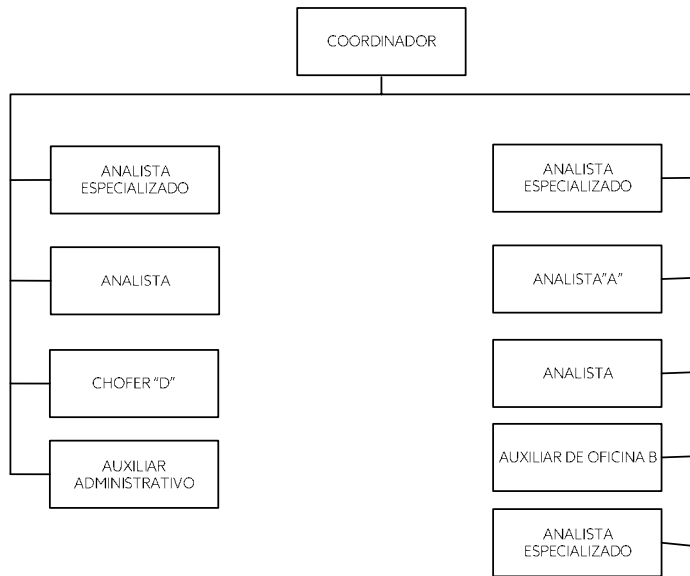 COORDINADOR
ANALISTA
ESPECIALIZADO
ANALISTA
CHOFER "D"
AUXILIAR
ADMINISTRATIVO
ANALISTA
ESPECIALIZADO
ANALISTA"A"
ANALISTA
AUXILIAR DE OFICINA B
ANALISTA
ESPECIALIZADO